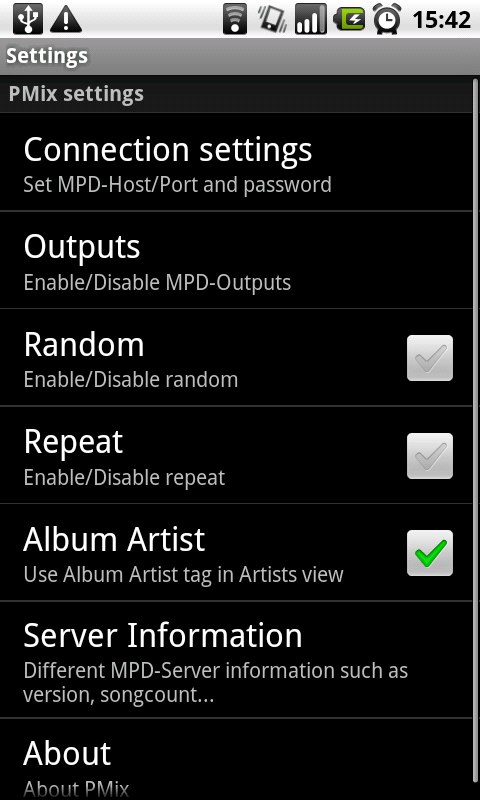 15:42
Settings
PMix settings
Connection settings
Set MPD-Host/Port and password
Outputs
Enable/Disable MPD-Outputs
Random
Enable/Disable random
Repeat
Enable/Disable repeat
Album Artist
Use Album Artist tag in Artists view
Server Information
Different MPD-Server information such as
version, songcount...
About
About PMix